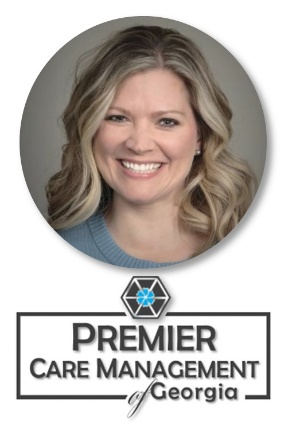 PREMIER
CARE MANAGEMENT
of Georgia